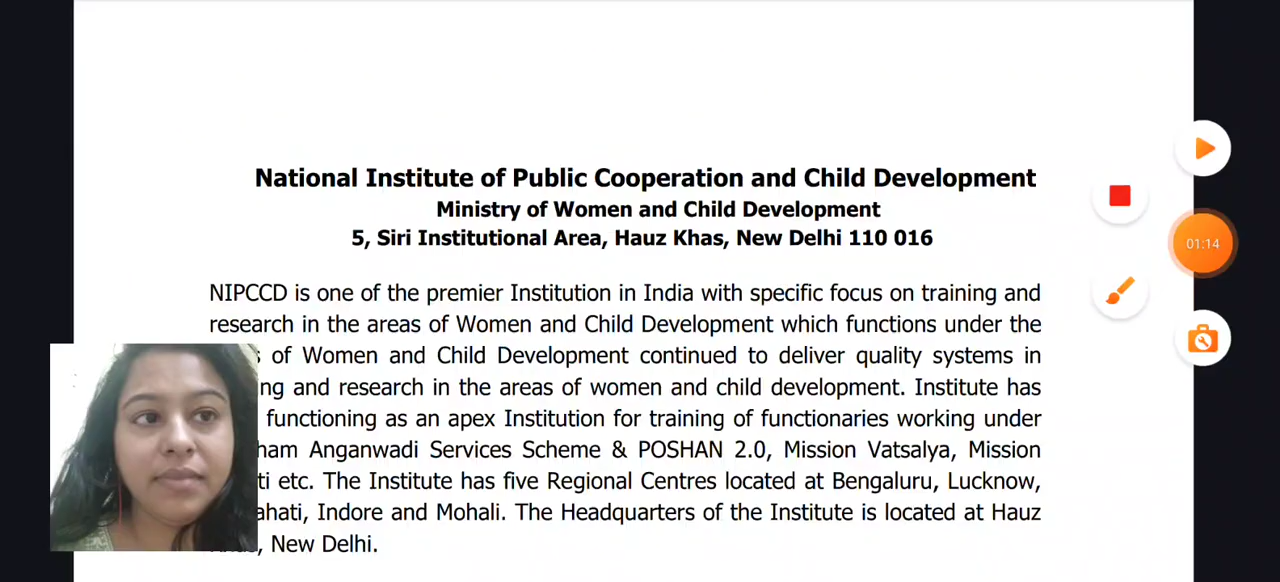 National Institute of Public Cooperation and Child Development
Ministry of Women and Child Development
5, Siri Institutional Area, Hauz Khas, New Delhi 110 016
NIPCCD is one of the premier Institution in India with specific focus on training and
research in the areas of Women and Child Development which functions under the
of Women and Child Development continued to deliver quality systems in
and research in the areas of women and child development. Institute has
functioning as an apex Institution for training of functionaries working under
Anganwadi Services Scheme & POSHAN 2.0, Mission Vatsalya, Mission
etc. The Institute has five Regional Centres located at Bengaluru, Lucknow,
Indore and Mohali. The Headquarters of the Institute is located at Hauz
New Delhi.
01:14